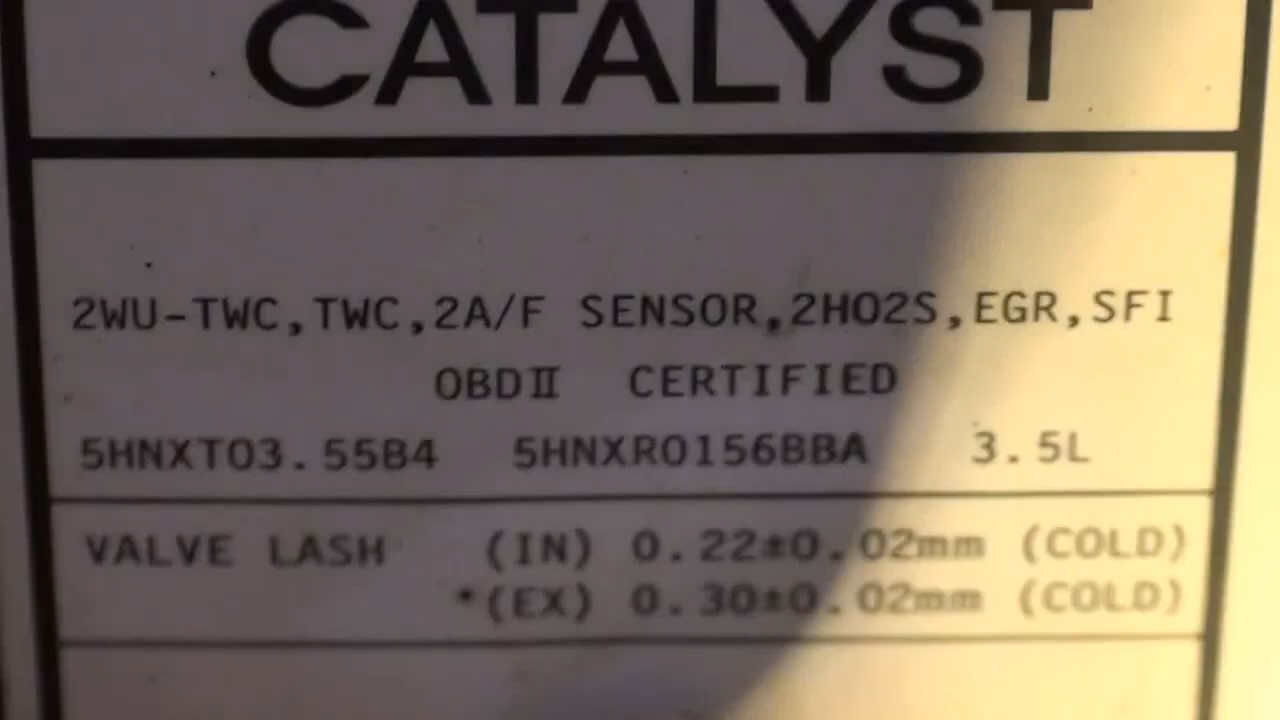 CATALYST
2WU-TWC,TWC,2A/F SENSOR,2HO2S,EGR,SFI
OBDⅡ CERTIFIED
5HNXT03.55B4 5HNXR0156BBA 3.5L
VALVE LASH (IN) 0.22±0.02mm (COLD)
*(EX) 0.30±0.02mm (COLD)